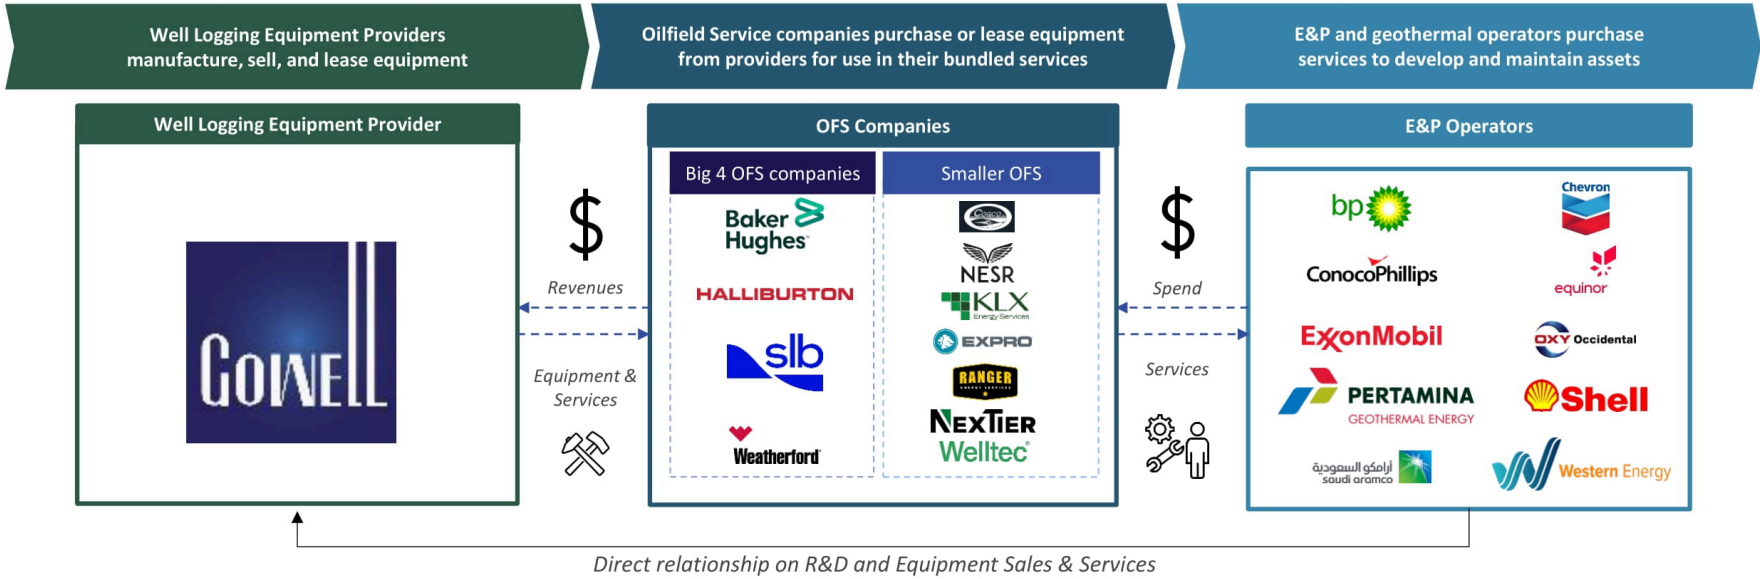 Well Logging Equipment Providers
manufacture, sell, and lease equipment
Oilfield Service companies purchase or lease equipment
from providers for use in their bundled services
E&P and geothermal operators purchase
services to develop and maintain assets
Well Logging Equipment Provider
GOWELL
$
Revenues
Equipment &
Services
OFS Companies
Big 4 OFS companies
Baker
Hughes
HALLIBURTON
slb
Weatherford
Smaller OFS
NESR
KLX
Energy Services
EXPRO
RANGER
ENERGY SERVICES
NEXTIER
Welltec
$
Spend
Services
E&P Operators
bp
Chevron
ConocoPhillips
equinor
ExxonMobil
OXY Occidental
PERTAMINA
GEOTHERMAL ENERGY
Shell
أرامكو السعودية
saudi aramco
Western Energy
Direct relationship on R&D and Equipment Sales & Services